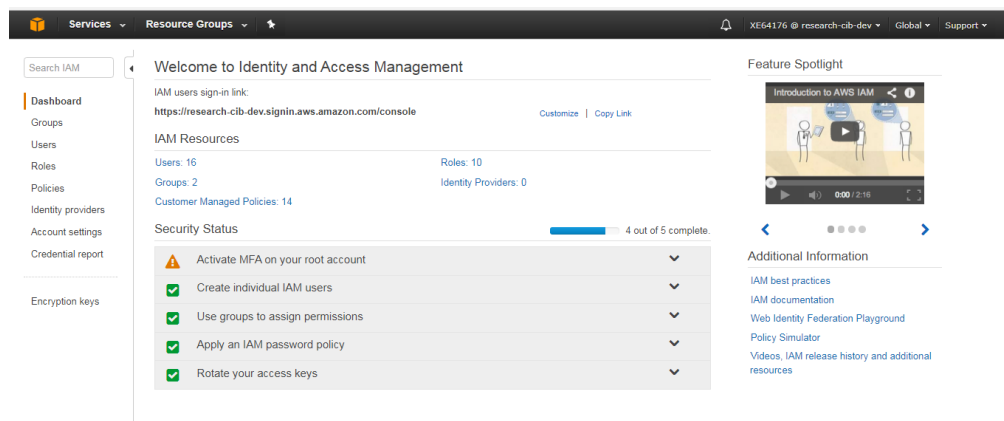 Services Resource Groups XE64176 @ research-cib-dev Global Support
Search IAM
Dashboard
Groups
Users
Roles
Policies
Identity providers
Account settings
Credential report
Encryption keys
Welcome to Identity and Access Management
IAM users sign-in link:
https://research-cib-dev.signin.aws.amazon.com/console Customize | Copy Link
IAM Resources
Users: 16 Roles: 10
Groups: 2 Identity Providers: 0
Customer Managed Policies: 14
Security Status 4 out of 5 complete.
Activate MFA on your root account
Create individual IAM users
Use groups to assign permissions
Apply an IAM password policy
Rotate your access keys
Feature Spotlight
Introduction to AWS IAM
0:00 / 2:16
Additional Information
IAM best practices
IAM documentation
Web Identity Federation Playground
Policy Simulator
Videos, IAM release history and additional
resources